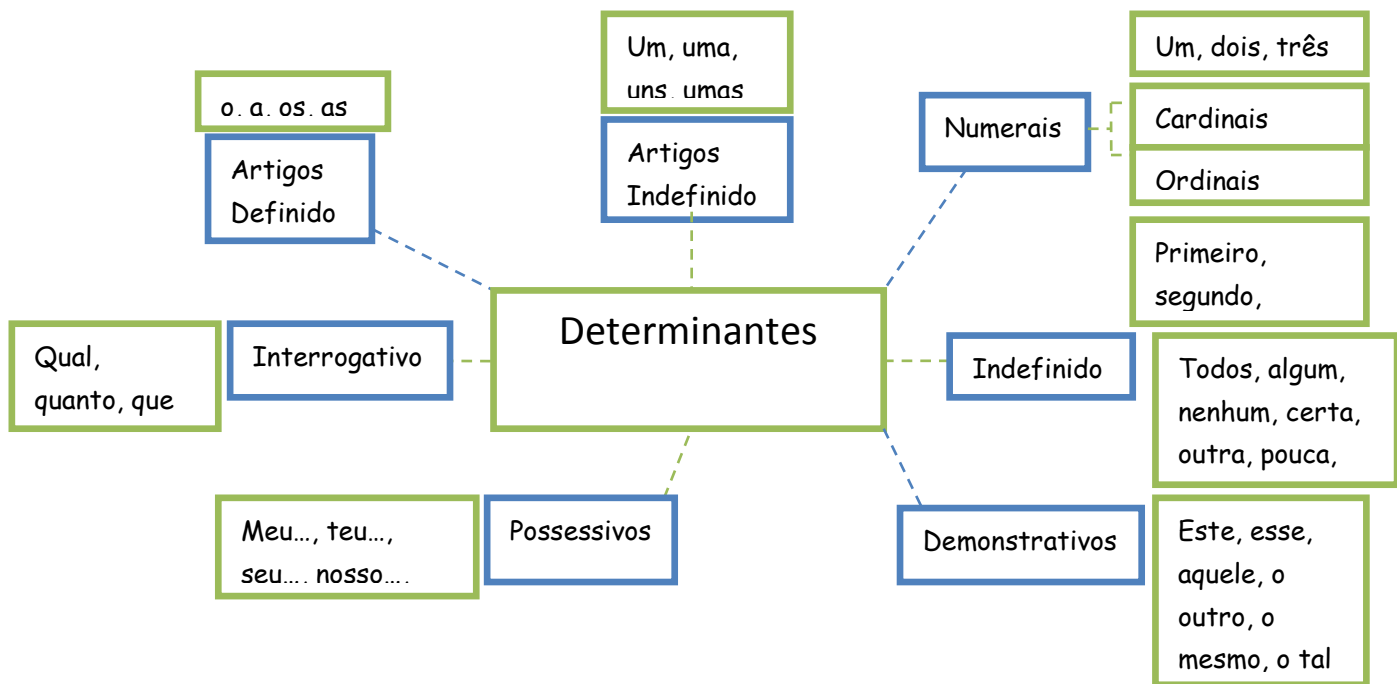 Um, uma,
uns, umas
Um, dois, três
o, a, os, as
Numerais
Cardinais
Artigos
Definido
Artigos
Indefinido
Ordinais
Primeiro,
segundo,
Determinantes
Qual,
quanto, que
Interrogativo
Indefinido
Todos, algum,
nenhum, certa,
outra, pouca,
Meu…, teu…,
seu…, nosso….
Possessivos
Demonstrativos
Este, esse,
aquele, o
outro, o
mesmo, o tal